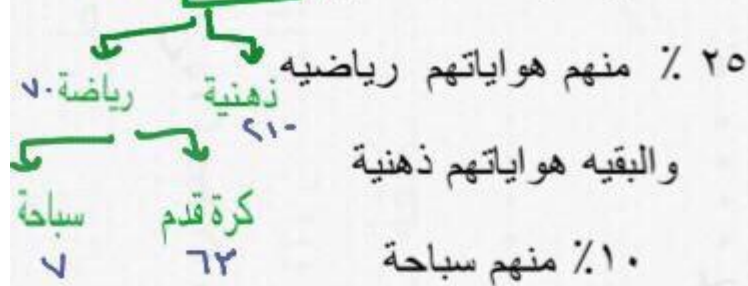 ٢٥ ٪ منهم هواياتهم رياضيه
ذهنية رياضة
٢١٠ ٧٠
والبقيه هواياتهم ذهنية
كرة قدم سباحة
٦٣ ٧
١٠٪ منهم سباحة